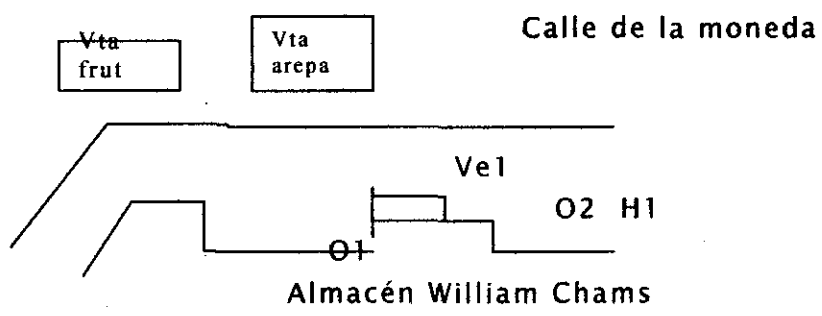 Calle de la moneda
Vta
frut
Vta
arepa
Ve1
O2 H1
O1
Almacén William Chams